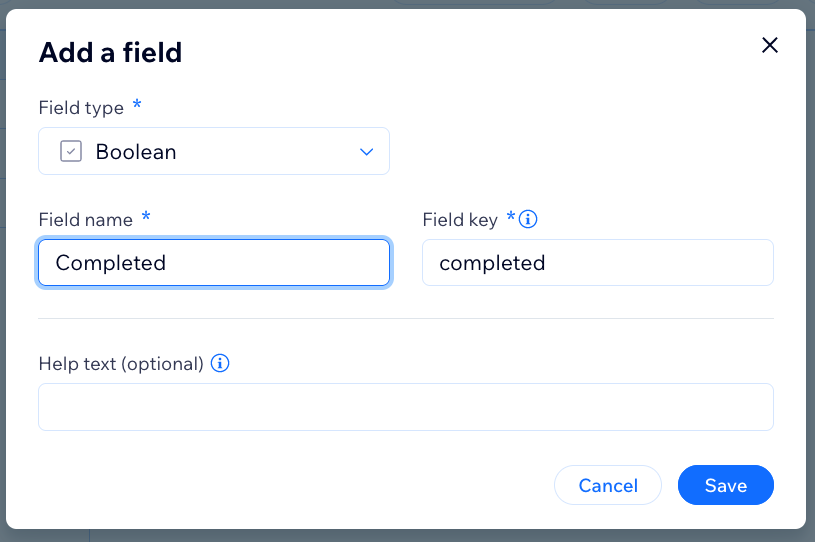 Add a field
Field type *
Boolean
Field name *
Field key *
Completed
completed
Help text (optional)
Cancel
Save